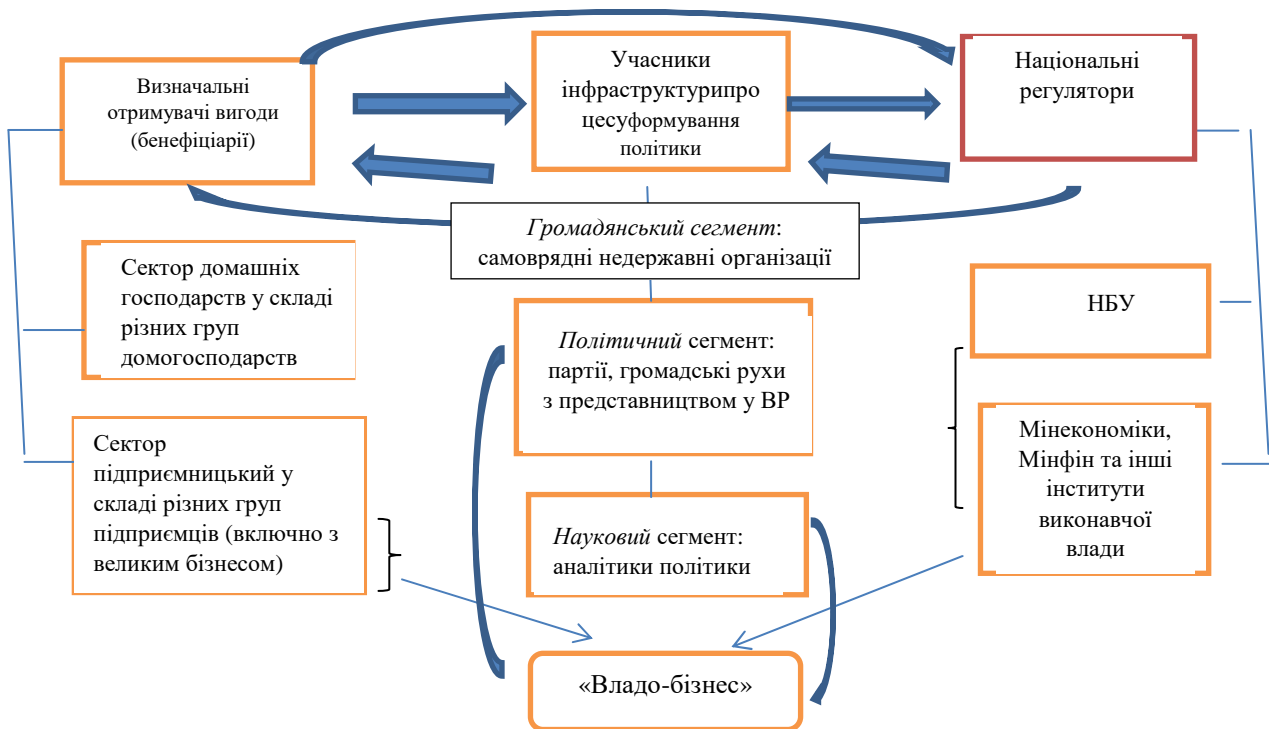 Визначальні
отримувачі вигоди
(бенефіціарії)
Учасники
інфраструктурипро
цесуформування
політики
Національні
регулятори
Громадянський сегмент:
самоврядні недержавні організації
Сектор домашніх
господарств у складі
різних груп
домогосподарств
Політичний сегмент:
партії, громадські рухи
з представництвом у ВР
НБУ
Сектор
підприємницький у
складі різних груп
підприємців (включно з
великим бізнесом)
Мінекономіки,
Мінфін та інші
інститути
виконавчої
влади
Науковий сегмент:
аналітики політики
«Владо-бізнес»